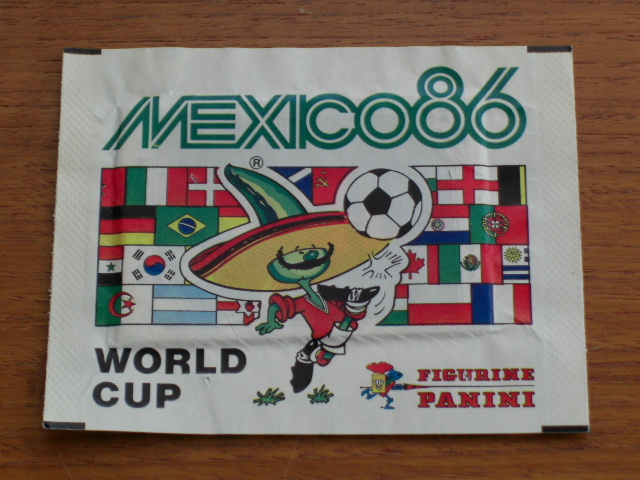 MEXICO86
®
WORLD
CUP
FIGURINE
PANINI